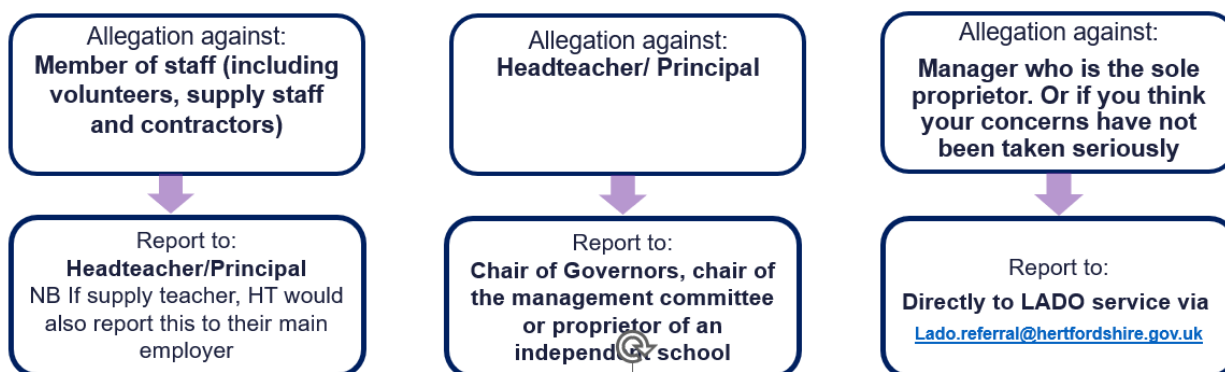 Allegation against:
Member of staff (including
volunteers, supply staff
and contractors)
Report to:
Headteacher/Principal
NB If supply teacher, HT would
also report this to their main
employer
Allegation against:
Headteacher/ Principal
Report to:
Chair of Governors, chair of
the management committee
or proprietor of an
independent school
Allegation against:
Manager who is the sole
proprietor. Or if you think
your concerns have not
been taken seriously
Report to:
Directly to LADO service via
Lado.referral@hertfordshire.gov.uk